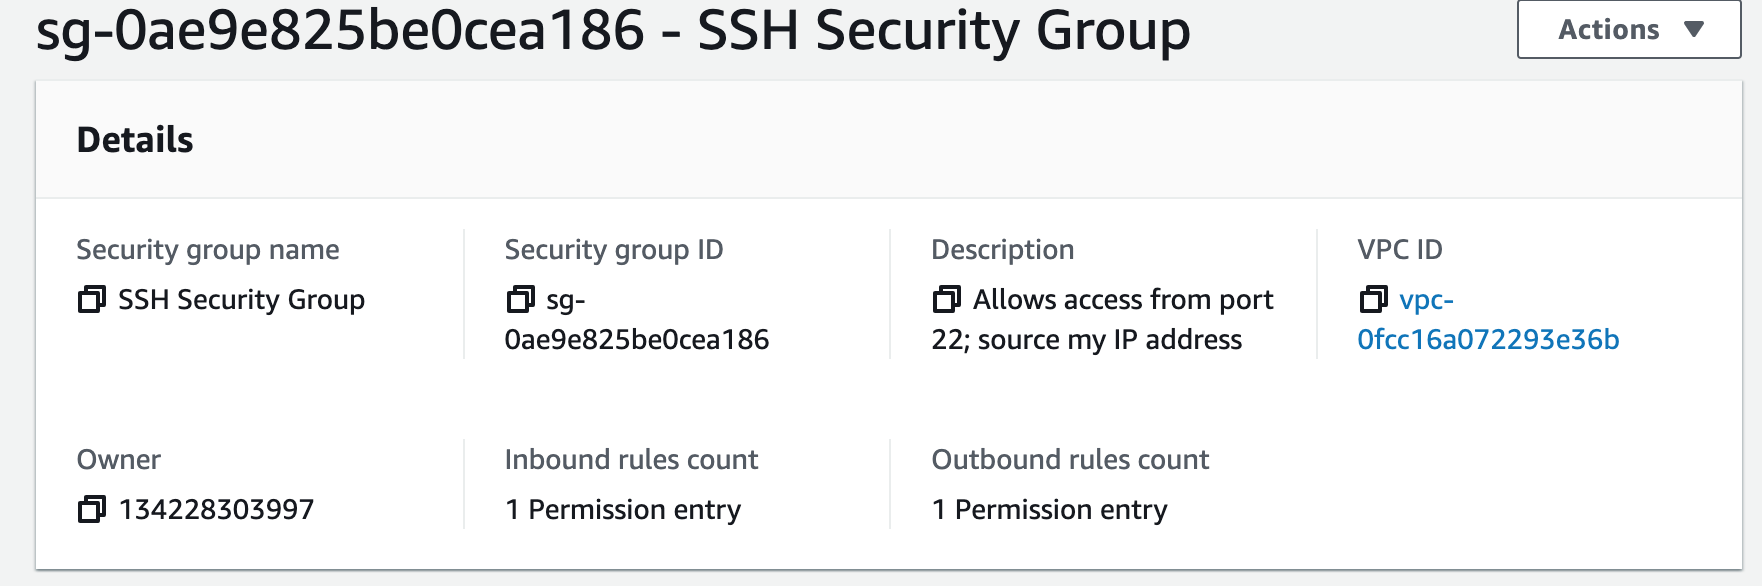 sg-0ae9e825be0cea186 - SSH Security Group
Actions
Details
Security group name
SSH Security Group
Security group ID
sg-
0ae9e825be0cea186
Description
Allows access from port
22; source my IP address
VPC ID
vpc-
0fcc16a072293e36b
Owner
134228303997
Inbound rules count
1 Permission entry
Outbound rules count
1 Permission entry